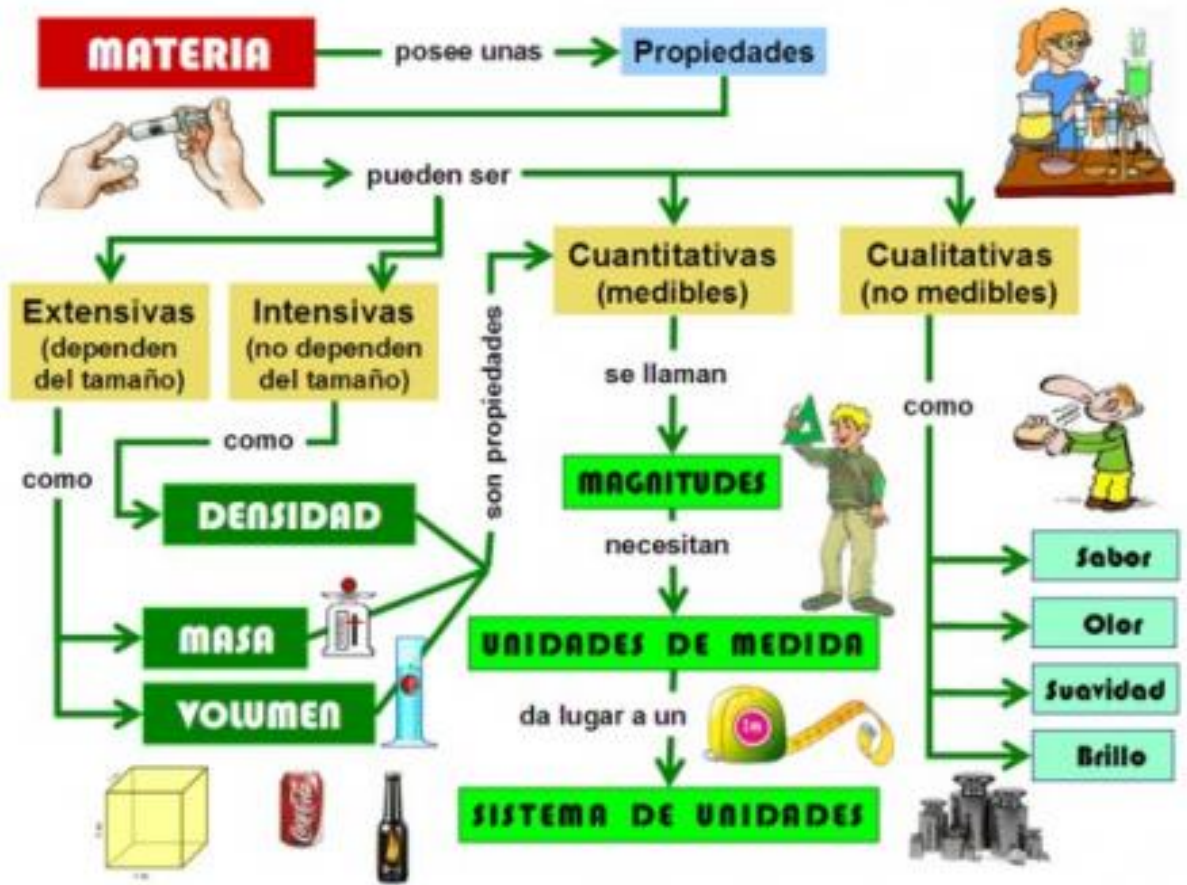 MATERIA
posee unas
Propiedades
pueden ser
Extensivas
(dependen
del tamaño)
Intensivas
(no dependen
del tamaño)
Cuantitativas
(medibles)
Cualitativas
(no medibles)
como
como
son propiedades
se llaman
como
DENSIDAD
MASA
VOLUMEN
MAGNITUDES
necesitan
UNIDADES DE MEDIDA
da lugar a un
SISTEMA DE UNIDADES
Sabor
Olor
Suavidad
Brillo
Coca-Cola